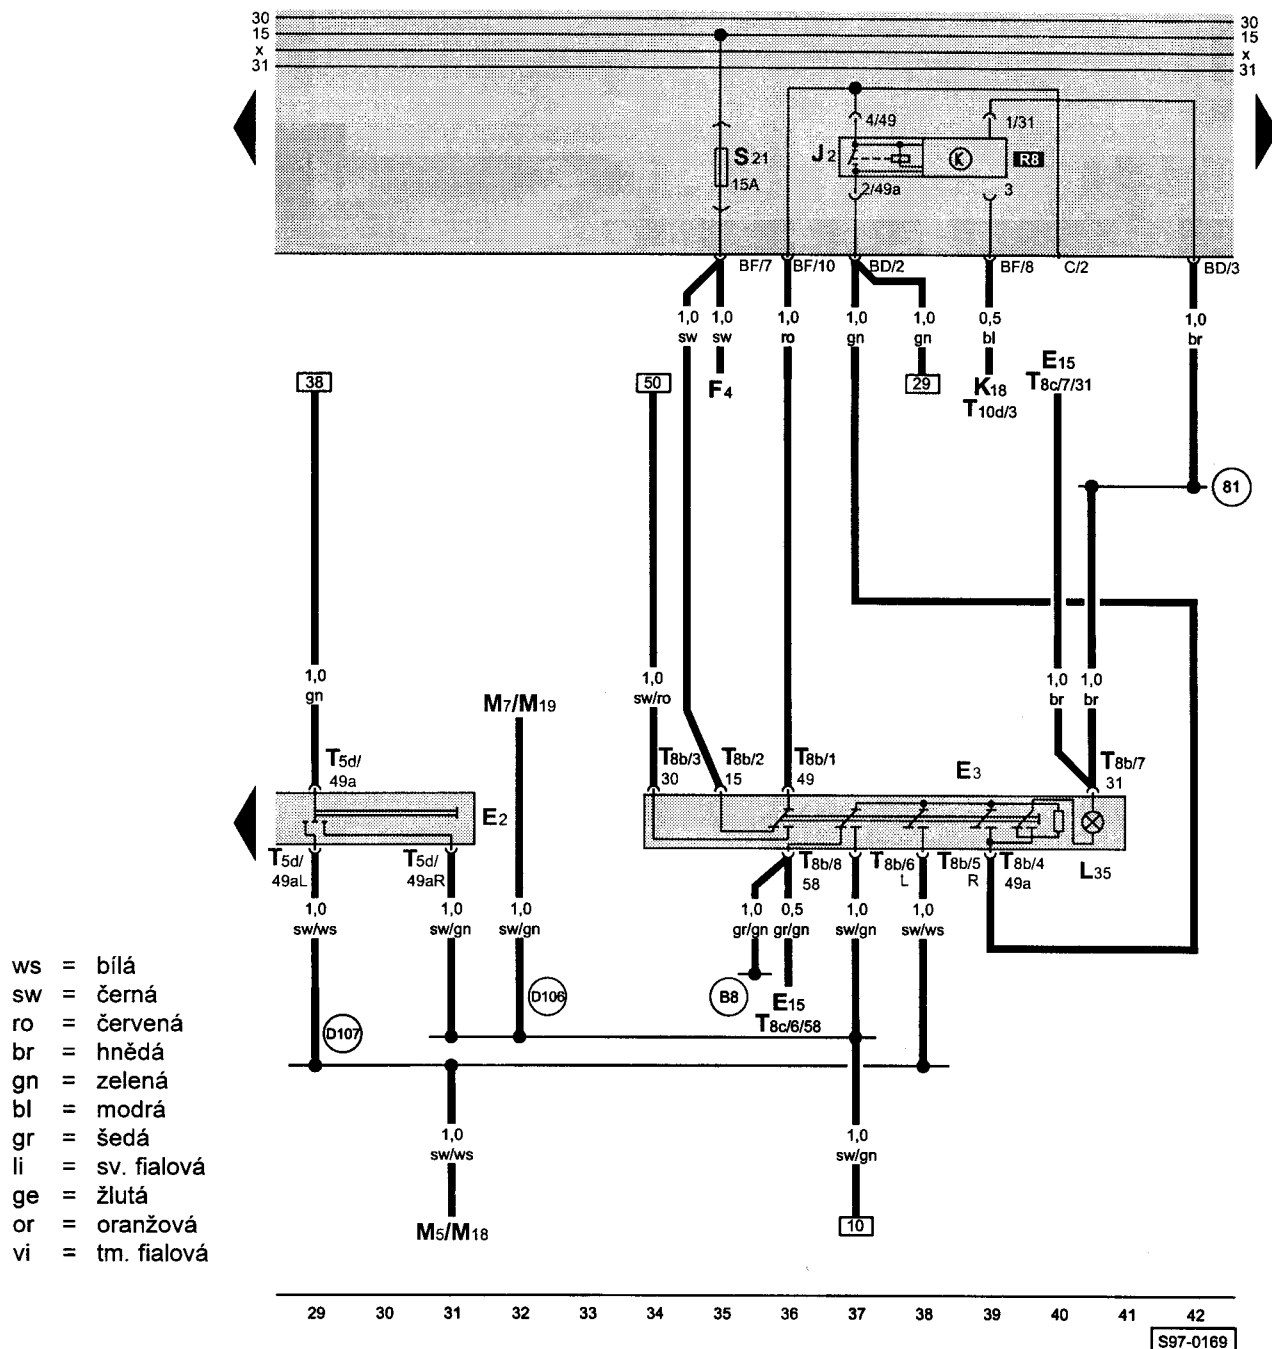 30 30
15 15
x x
31 31
4/49 1/31
J2 K R8
S21
15A
2/49a 3
BF/7 BF/10 BD/2 BF/8 C/2 BD/3
1,0 1,0 1,0 1,0 1,0 0,5 1,0
sw sw ro gn gn bl br
38 50 F4 29 K18 E15
T10d/3 T8c/7/31
81
1,0 1,0 1,0 1,0
gn sw/ro br br
M7/M19
T5d/ T8b/3 T8b/2 T8b/1 T8b/7
49a 30 15 49 E3 31
E2
T5d/ T5d/ T8b/8 T8b/6 T8b/5 T8b/4 L35
49aL 49aR 58 L R 49a
1,0 1,0 1,0 1,0 0,5 1,0 1,0
sw/ws sw/gn sw/gn gr/gn gr/gn sw/gn sw/ws
D107 D106 B8 E15
T8c/6/58
1,0 1,0
sw/ws sw/gn
M5/M18 10
ws = bílá
sw = černá
ro = červená
br = hnědá
gn = zelená
bl = modrá
gr = šedá
li = sv. fialová
ge = žlutá
or = oranžová
vi = tm. fialová
29 30 31 32 33 34 35 36 37 38 39 40 41 42
S97-0169